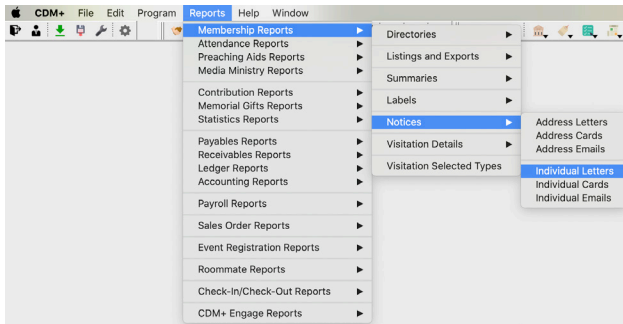 CDM+ File Edit Program Reports Help Window
Membership Reports
Attendance Reports
Preaching Aids Reports
Media Ministry Reports
Contribution Reports
Memorial Gifts Reports
Statistics Reports
Payables Reports
Receivables Reports
Ledger Reports
Accounting Reports
Payroll Reports
Sales Order Reports
Event Registration Reports
Roommate Reports
Check-In/Check-Out Reports
CDM+ Engage Reports
Directories
Listings and Exports
Summaries
Labels
Notices
Visitation Details
Visitation Selected Types
Address Letters
Address Cards
Address Emails
Individual Letters
Individual Cards
Individual Emails